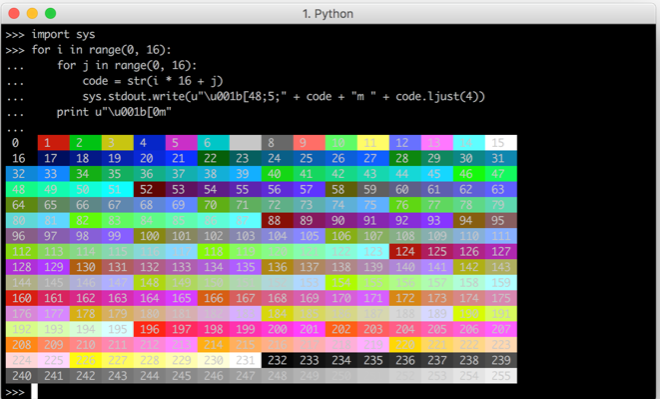 1. Python
>>> import sys
>>> for i in range(0, 16):
...     for j in range(0, 16):
...         code = str(i * 16 + j)
...         sys.stdout.write(u"\u001b[48;5;" + code + "m " + code.ljust(4))
...     print u"\u001b[0m"
...
0 1 2 3 4 5 6 8 9 10 11 12 13 14 15
16 17 18 19 20 21 22 23 24 25 26 27 28 29 30 31
32 33 34 35 36 37 38 39 40 41 42 43 44 45 46 47
48 49 50 51 52 53 54 55 56 57 58 59 60 61 62 63
64 65 66 67 68 69 70 71 72 73 74 75 76 77 78 79
80 81 82 83 84 85 86 87 88 89 90 91 92 93 94 95
96 97 98 99 100 101 102 103 104 105 106 107 108 109 110 111
112 113 114 115 116 117 118 119 122 123 124 125 126 127
128 129 130 131 132 133 134 135 136 137 138 139 140 141 142 143
144 145 146 147 148 149 153 154 155 156 157 158 159
160 161 162 163 164 165 166 167 168 169 170 171 172 173 174 175
176 177 178 179 180 181 182 183 184 185 186 187 188 189 190 191
192 193 194 195 196 197 198 199 200 201 202 203 204 205 206 207
208 209 210 211 212 213 214 215 218 219 220 221 222 223
224 225 226 227 228 229 230 231 232 233 234 235 236 237 238 239
240 241 242 243 244 245 246 247 248 249 253 254 255
>>>